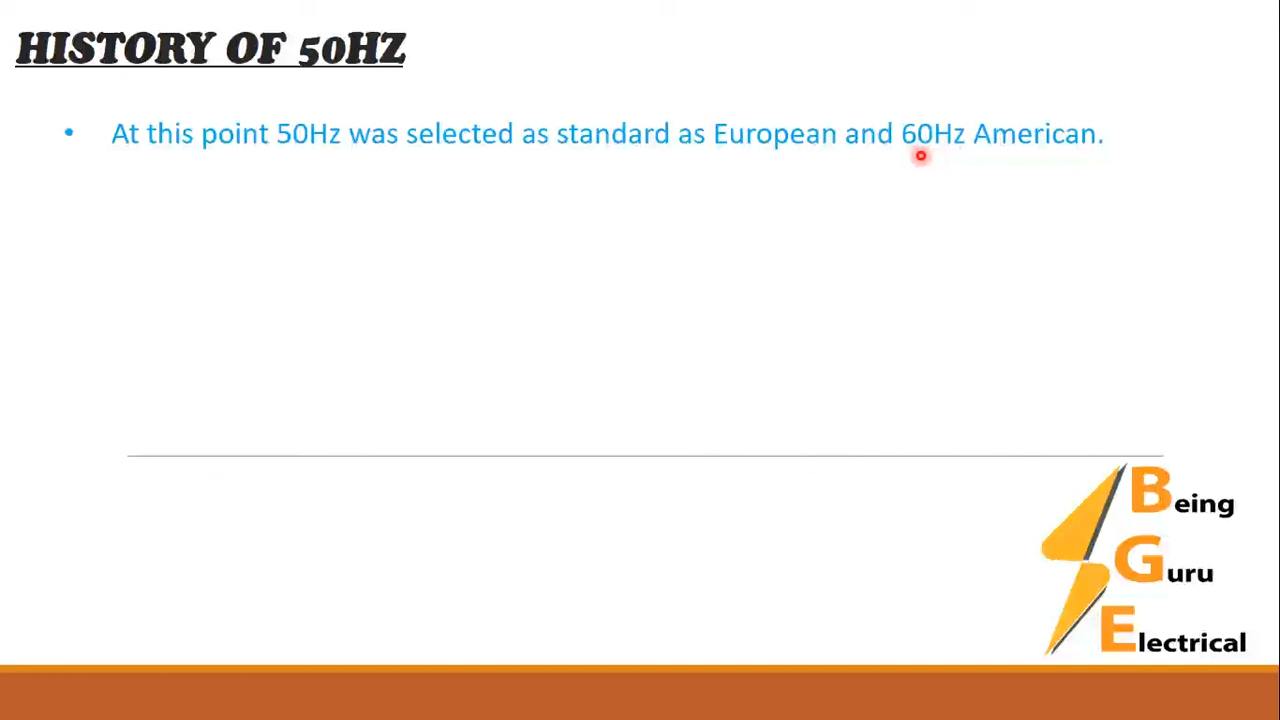 HISTORY OF 50HZ
• At this point 50Hz was selected as standard as European and 60Hz American.
Being
Guru
Electrical